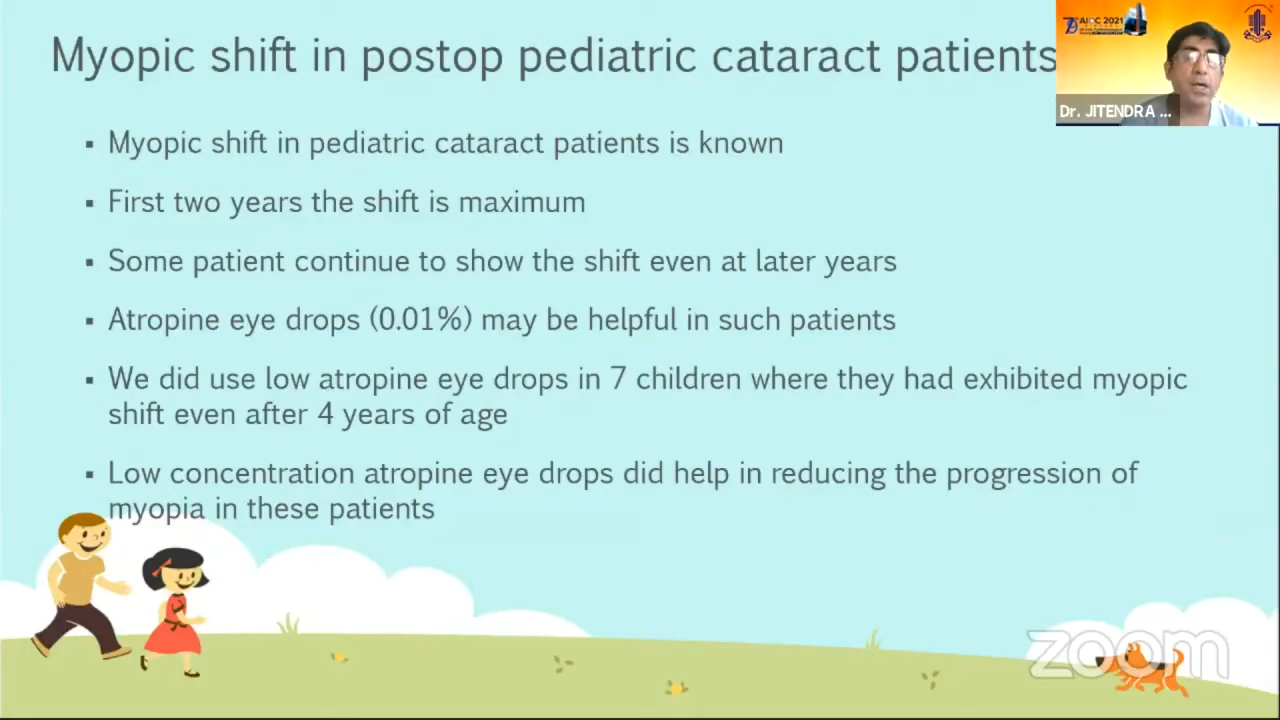 Myopic shift in postop pediatric cataract patients
AIOC 2021
Dr. JITENDRA ...
▪ Myopic shift in pediatric cataract patients is known
▪ First two years the shift is maximum
▪ Some patient continue to show the shift even at later years
▪ Atropine eye drops (0.01%) may be helpful in such patients
▪ We did use low atropine eye drops in 7 children where they had exhibited myopic
shift even after 4 years of age
▪ Low concentration atropine eye drops did help in reducing the progression of
myopia in these patients
zoom